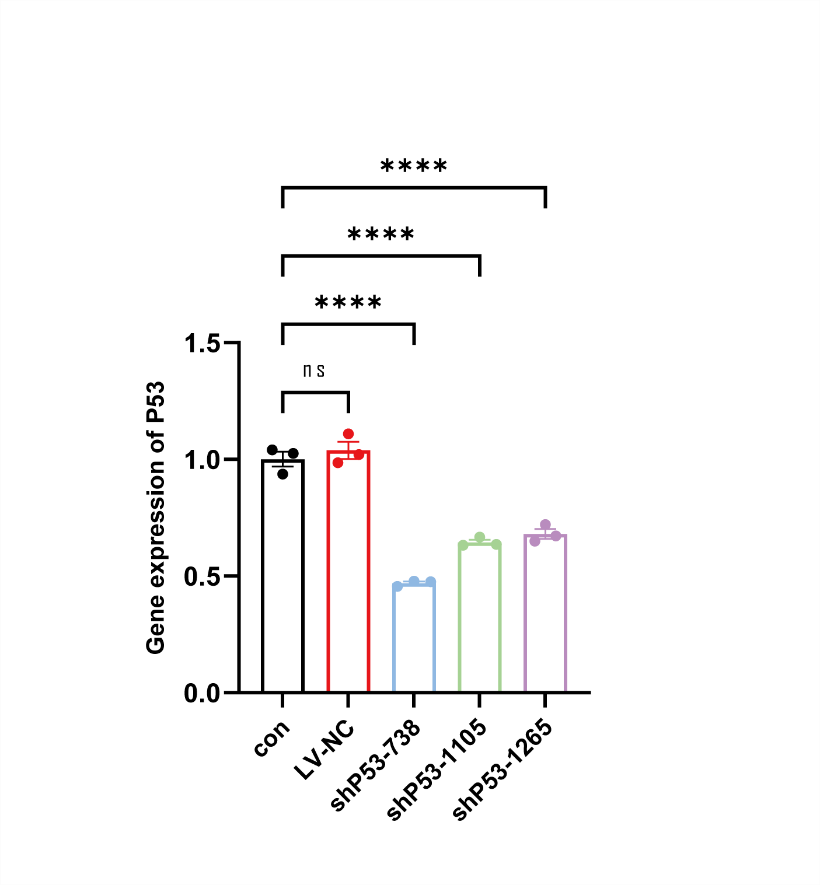 ****
****
****
ns
1.5
1.0
0.5
0.0
Gene expression of P53
con
LV-NC
shP53-738
shP53-1105
shP53-1265